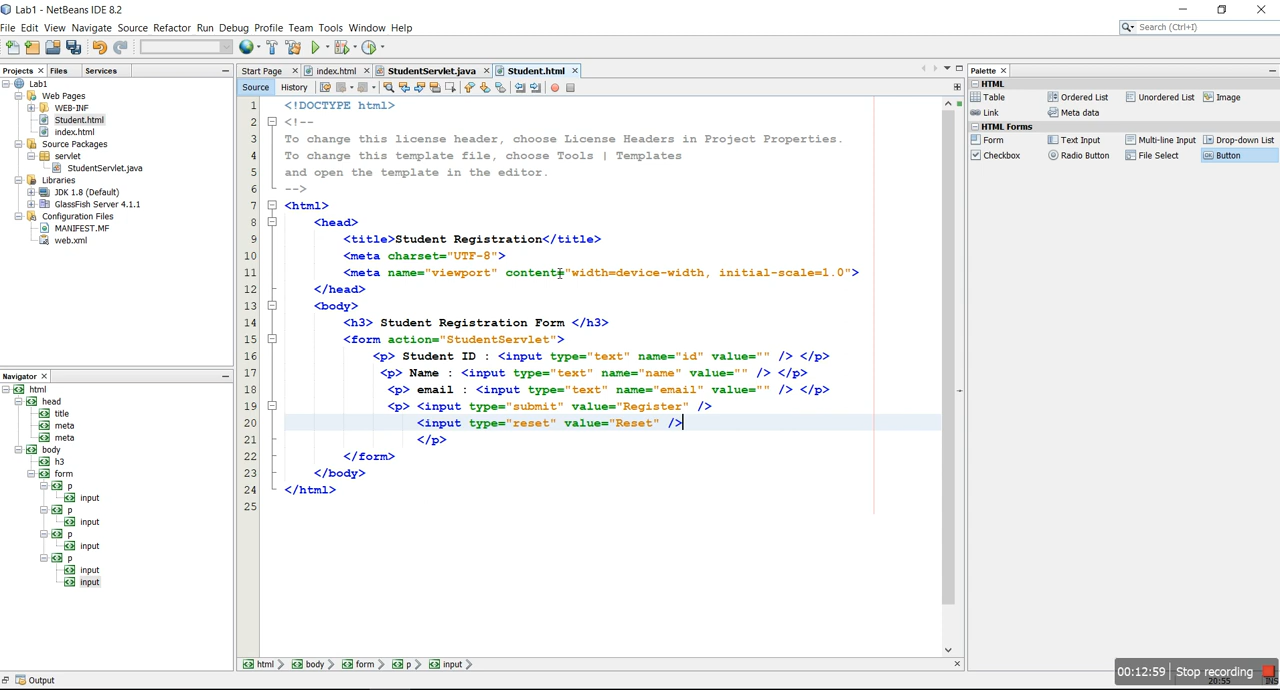 Lab1 - NetBeans IDE 8.2
File Edit View Navigate Source Refactor Run Debug Profile Team Tools Window Help
Search (Ctrl+I)
Projects Files Services
Start Page index.html StudentServlet.java Student.html
Palette
Source History
Lab1
Web Pages
WEB-INF
Student.html
index.html
Source Packages
servlet
StudentServlet.java
Libraries
JDK 1.8 (Default)
GlassFish Server 4.1.1
Configuration Files
MANIFEST.MF
web.xml
Navigator
html
head
title
meta
meta
body
h3
form
p
input
p
input
p
input
p
input
input
1 <!DOCTYPE html>
2 <!--
3 To change this license header, choose License Headers in Project Properties.
4 To change this template file, choose Tools | Templates
5 and open the template in the editor.
6 -->
7 <html>
8 <head>
9 <title>Student Registration</title>
10 <meta charset="UTF-8">
11 <meta name="viewport" content="width=device-width, initial-scale=1.0">
12 </head>
13 <body>
14 <h3> Student Registration Form </h3>
15 <form action="StudentServlet">
16 <p> Student ID : <input type="text" name="id" value="" /> </p>
17 <p> Name : <input type="text" name="name" value="" /> </p>
18 <p> email : <input type="text" name="email" value="" /> </p>
19 <p> <input type="submit" value="Register" />
20 <input type="reset" value="Reset" />
21 </p>
22 </form>
23 </body>
24 </html>
25
HTML
Table Ordered List Unordered List Image
Link Meta data
HTML Forms
Form Text Input Multi-line Input Drop-down List
Checkbox Radio Button File Select Button
html body form p input
Output
00:12:59 Stop recording
20:55 INS